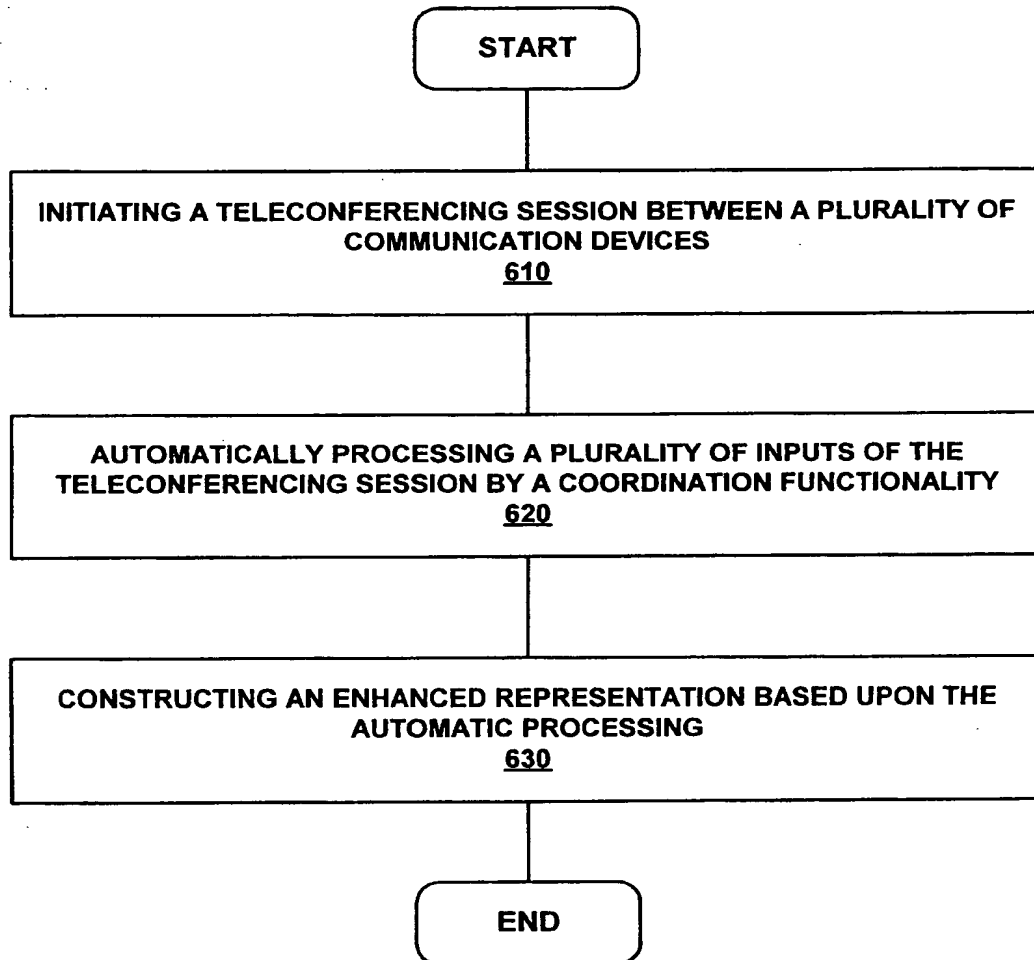 START
INITIATING A TELECONFERENCING SESSION BETWEEN A PLURALITY OF
COMMUNICATION DEVICES
610
AUTOMATICALLY PROCESSING A PLURALITY OF INPUTS OF THE
TELECONFERENCING SESSION BY A COORDINATION FUNCTIONALITY
620
CONSTRUCTING AN ENHANCED REPRESENTATION BASED UPON THE
AUTOMATIC PROCESSING
630
END